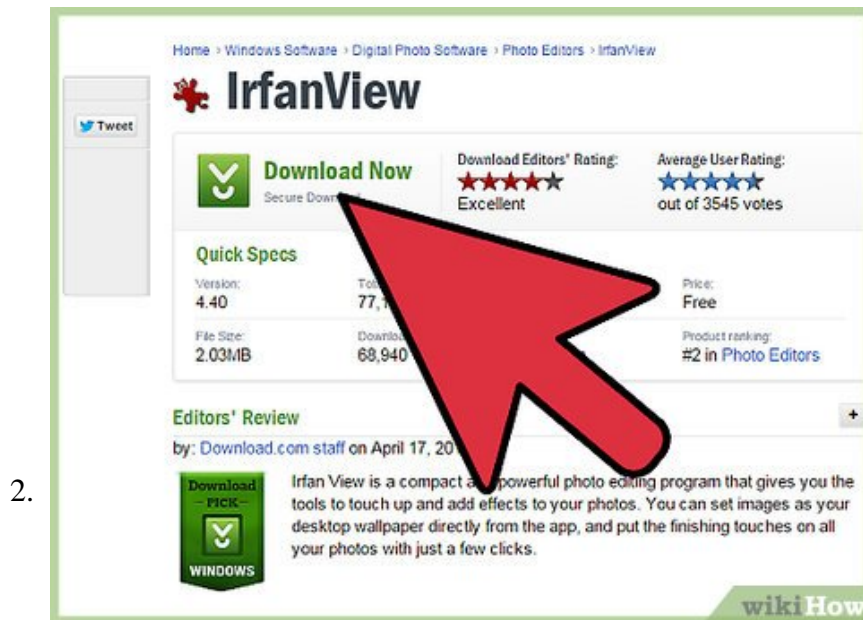 Home › Windows Software › Digital Photo Software › Photo Editors › IrfanView
IrfanView
Tweet
Download Now
Secure
Download Editors' Rating:
Excellent
Average User Rating:
out of 3545 votes
Quick Specs
Version:
4.40
77,1
Price:
Free
File Size:
2.03MB
68,940
Product ranking:
#2 in Photo Editors
Editors' Review
+
by: Download.com staff on April 17, 20
2.
Download
- PICK -
WINDOWS
Irfan View is a compact powerful photo editing program that gives you the
tools to touch up and add effects to your photos. You can set images as your
desktop wallpaper directly from the app, and put the finishing touches on all
your photos with just a few clicks.
wikiHow